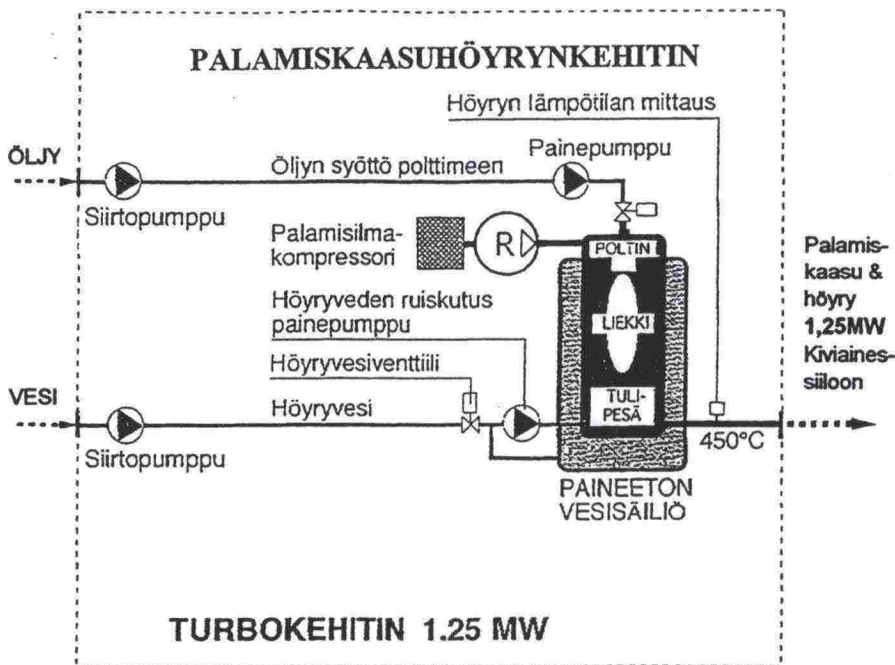 PALAMISKAASUHÖYRYNKEHITIN
Höyryn lämpötilan mittaus
ÖLJY
Öljyn syöttö polttimeen
Painepumppu
Siirtopumppu
Palamisilma-
kompressori
R
POLTIN
Palamis-
kaasu &
höyry
1,25MW
Kiviaines-
siiloon
Höyryveden ruiskutus
painepumppu
LIEKKI
Höyryvesiventtiili
VESI
Höyryvesi
TULI-
PESÄ
Siirtopumppu
450°C
PAINEETON
VESISÄILIÖ
TURBOKEHITIN 1.25 MW